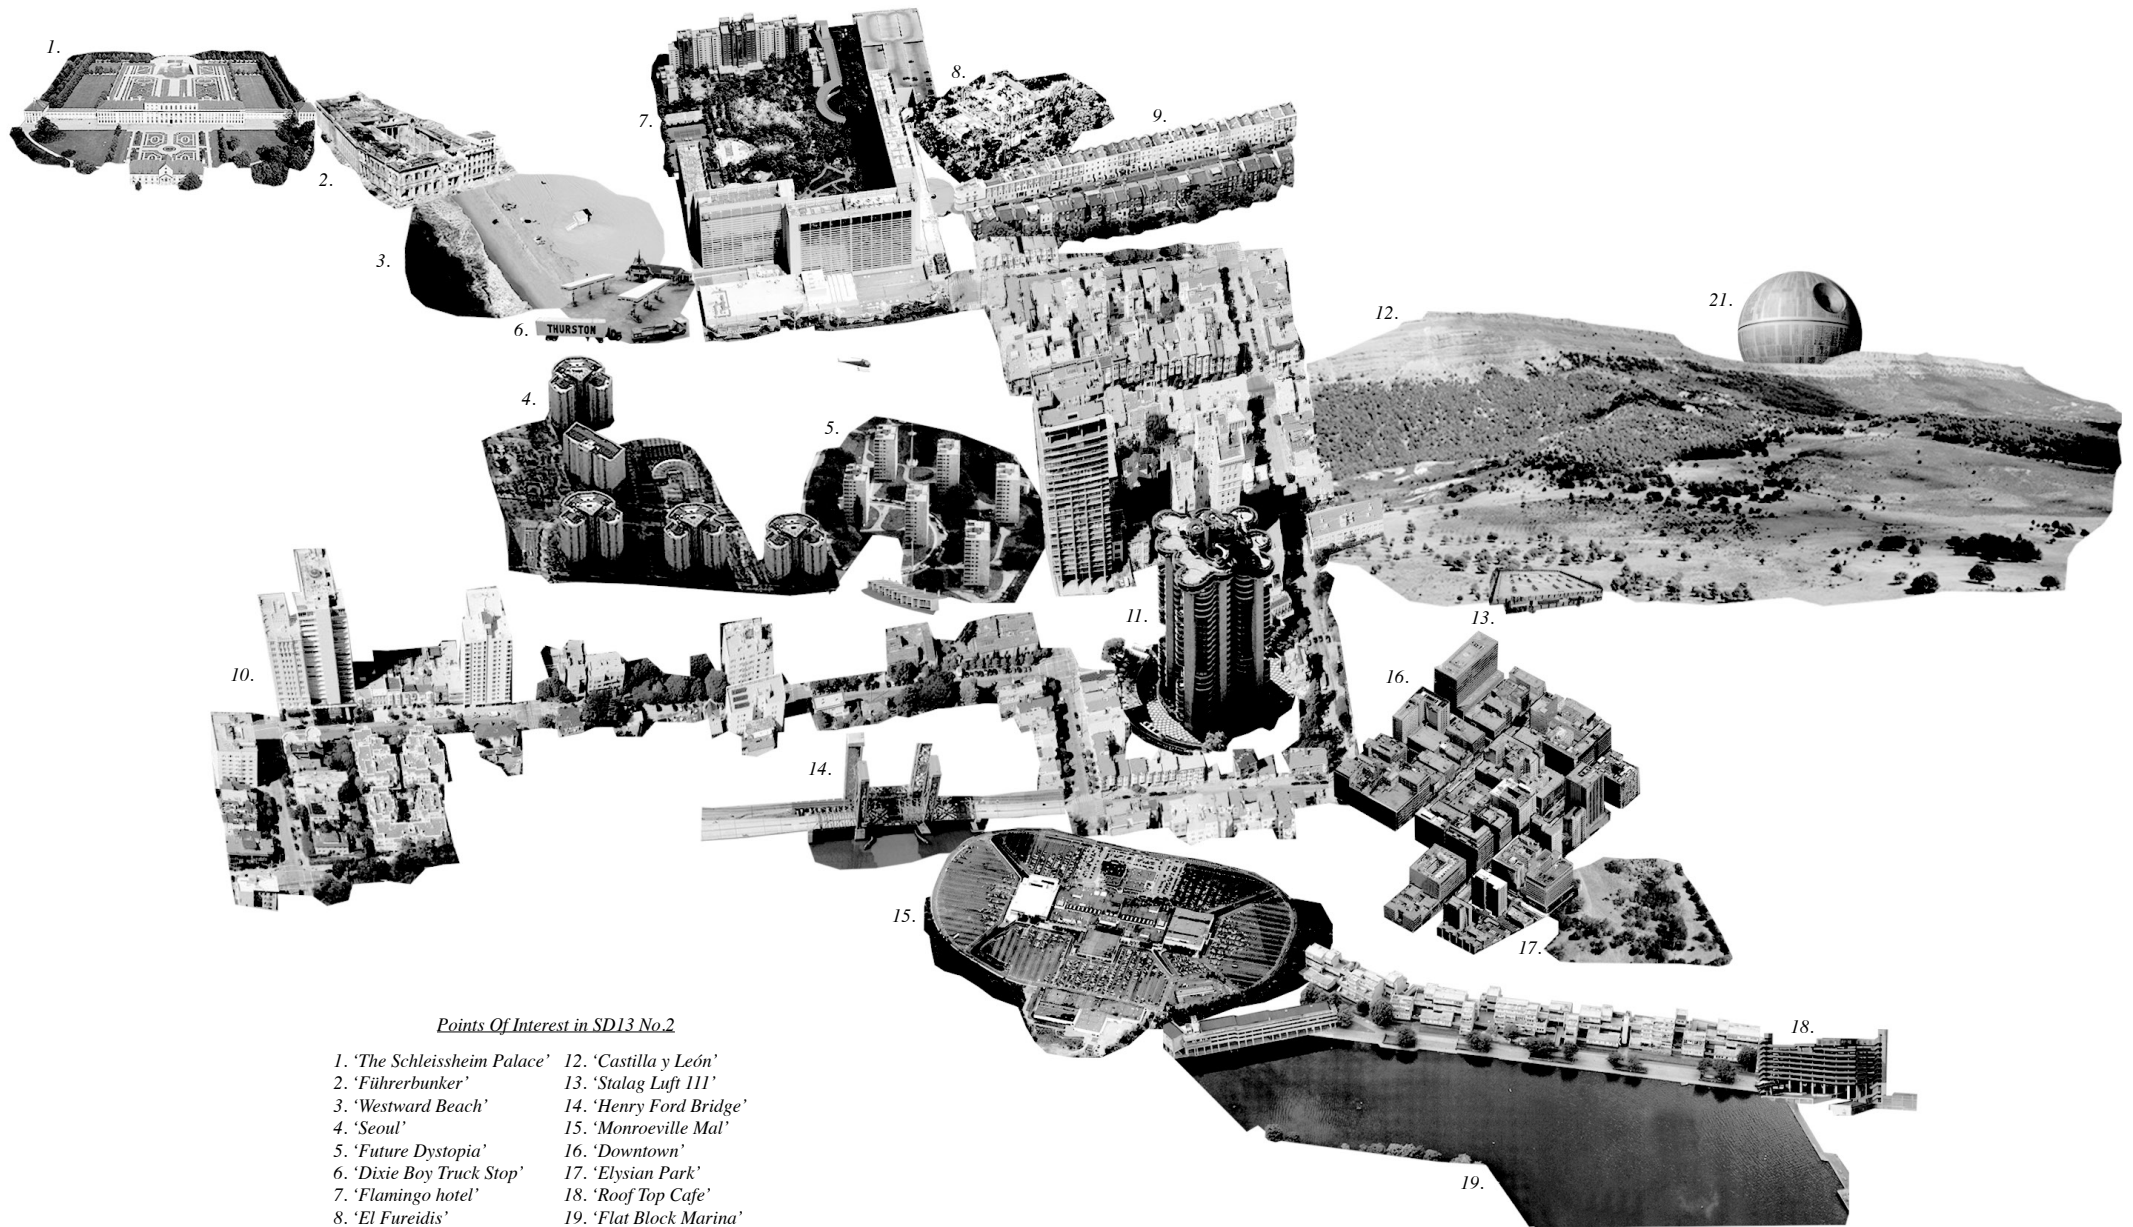 1.
2.
3.
7.
8.
9.
6.
THURSTON
12.
21.
4.
5.
13.
11.
10.
16.
14.
15.
17.
18.
19.
Points Of Interest in SD13 No.2
1. ‘The Schleissheim Palace’ 12. ‘Castilla y León’
2. ‘Führerbunker’ 13. ‘Stalag Luft 111’
3. ‘Westward Beach’ 14. ‘Henry Ford Bridge’
4. ‘Seoul’ 15. ‘Monroeville Mal’
5. ‘Future Dystopia’ 16. ‘Downtown’
6. ‘Dixie Boy Truck Stop’ 17. ‘Elysian Park’
7. ‘Flamingo hotel’ 18. ‘Roof Top Cafe’
8. ‘El Fureidis’ 19. ‘Flat Block Marina’